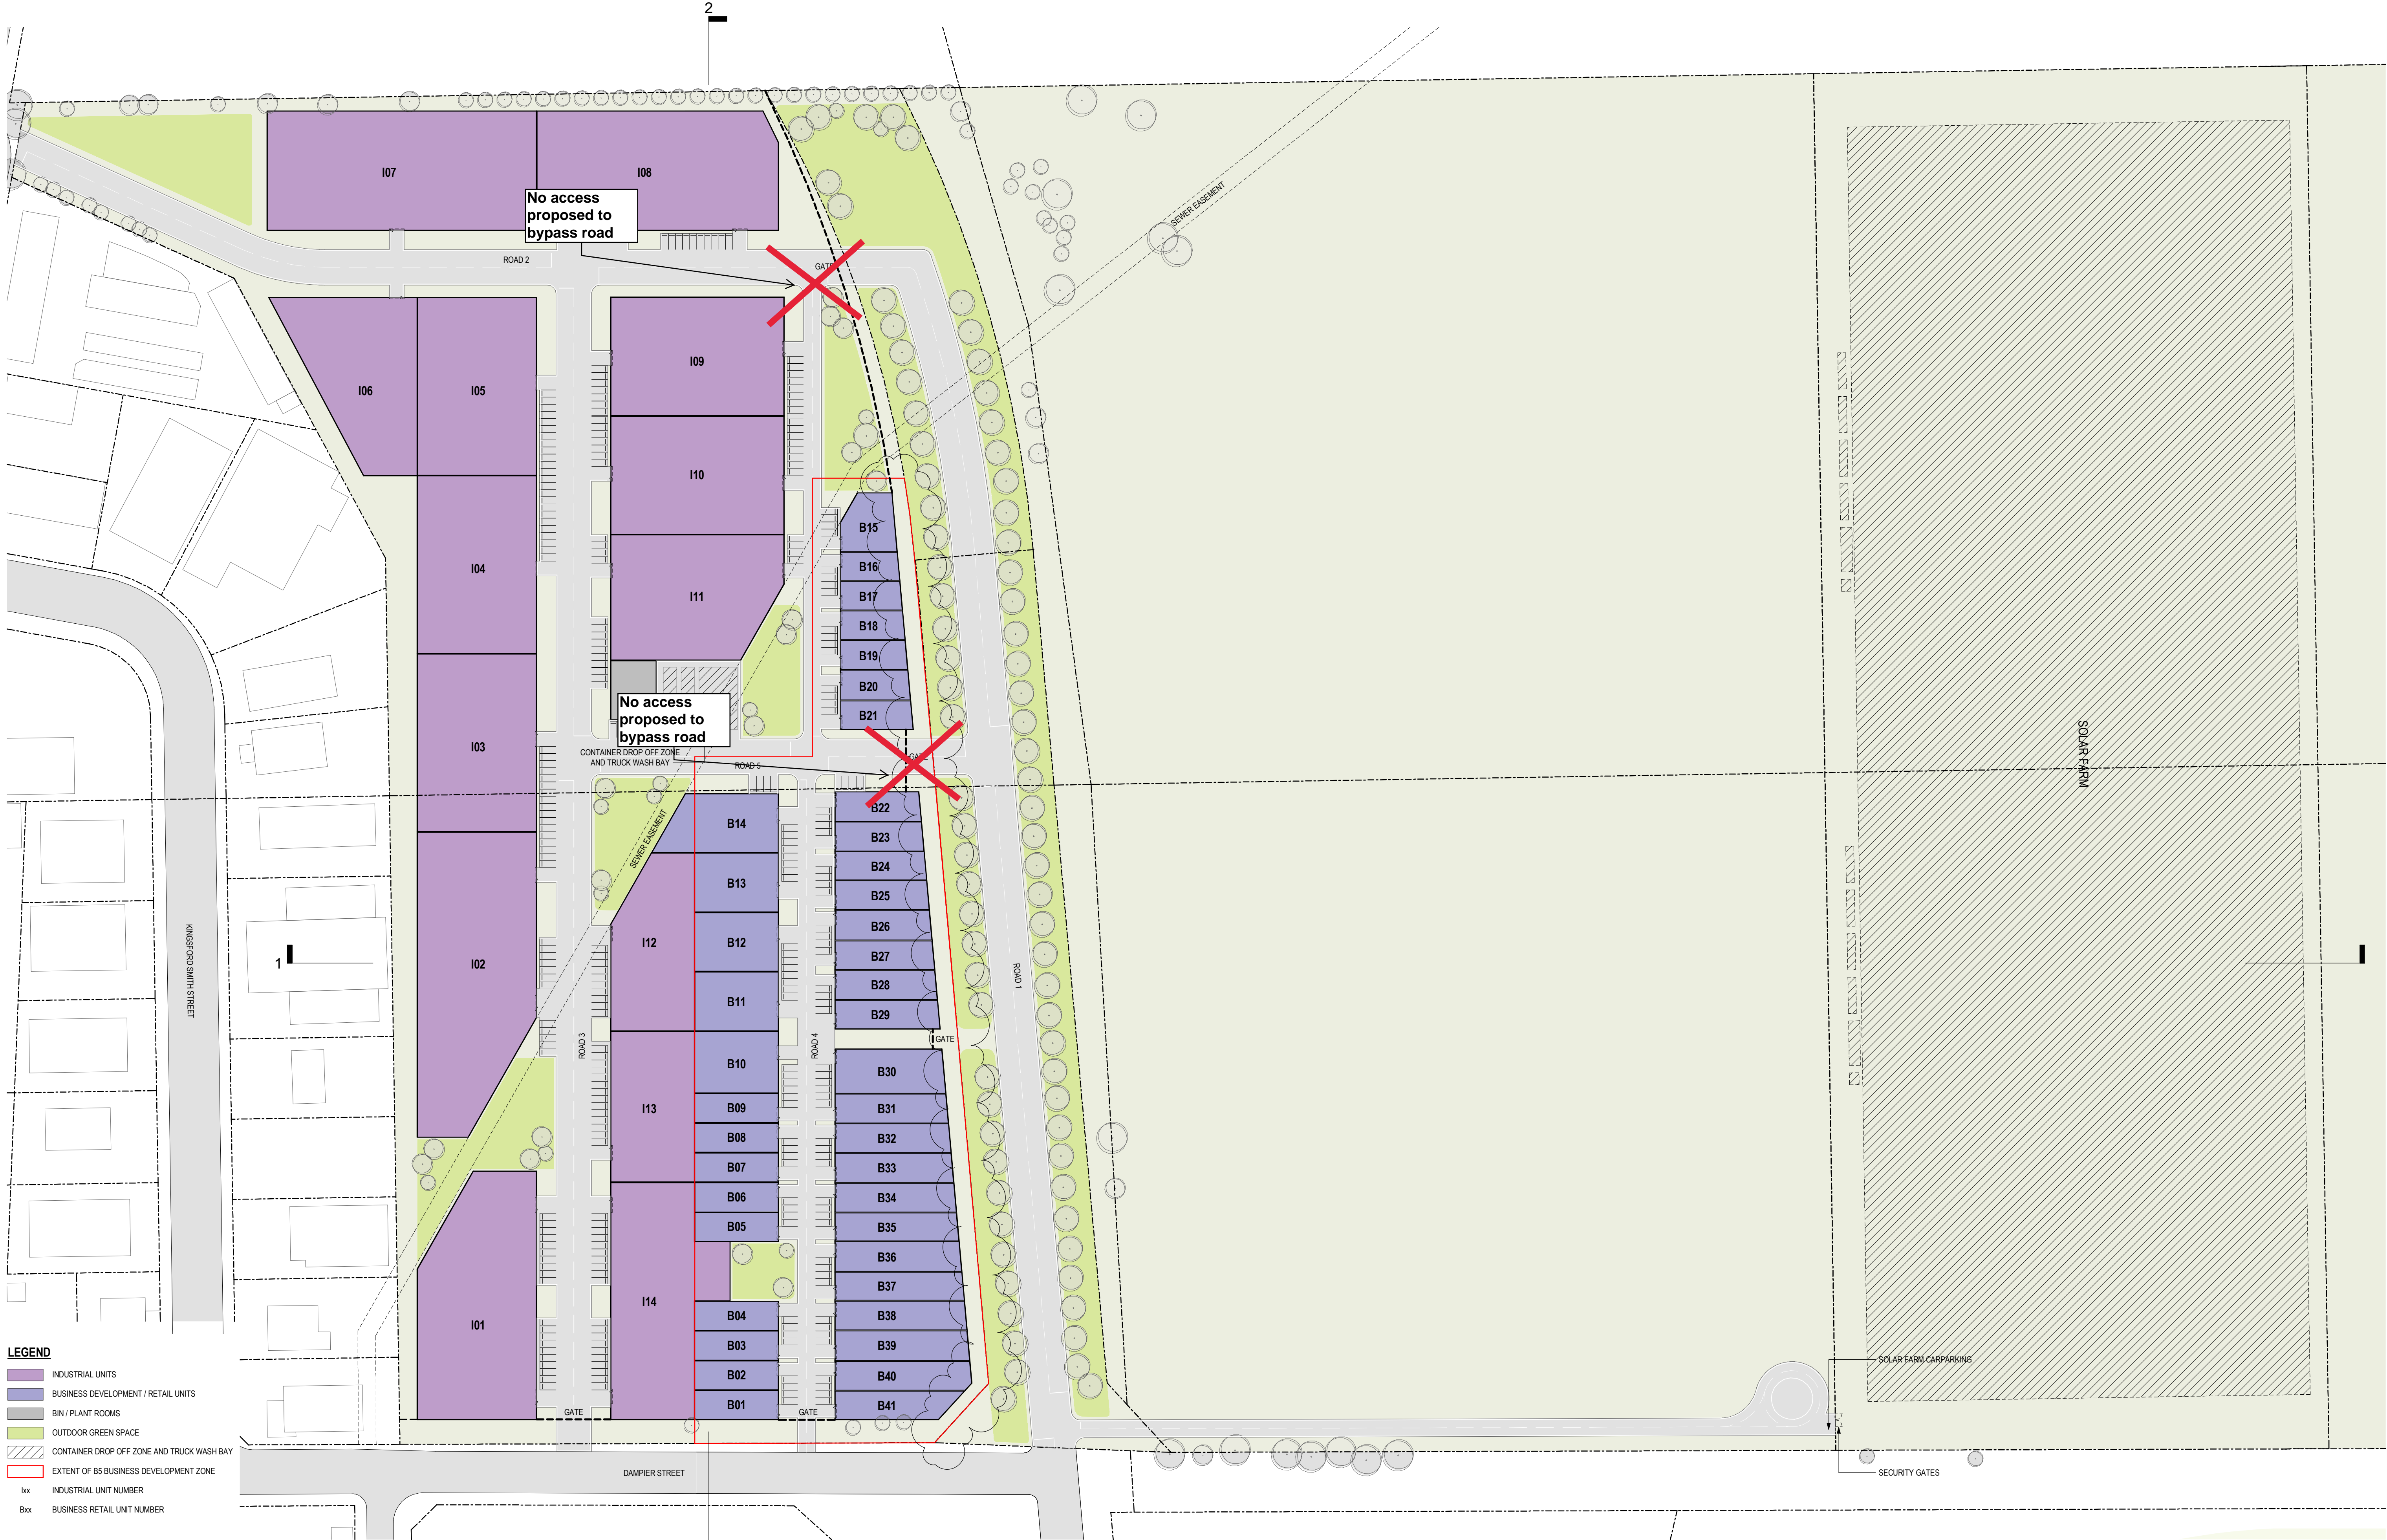 2
I07
I08
No access
proposed to
bypass road
SEWER EASEMENT
ROAD 2
GATE
I09
I06
I05
I10
B15
I04
I11
B16
B17
B18
B19
B20
B21
No access
proposed to
bypass road
SOLAR FARM
I03
CONTAINER DROP OFF ZONE
AND TRUCK WASH BAY
ROAD 5
GATE
B22
B14
B23
SEWER EASEMENT
B24
B13
B25
B26
I12
B12
B27
KINGSFORD SMITH STREET
1
I02
ROAD 1
B28
B11
B29
ROAD 3
ROAD 4
GATE
B10
B30
I13
B09
B31
B08
B32
B07
B33
B06
B34
B05
B35
B36
B37
I14
B04
B38
I01
B03
B39
B02
B40
B01
B41
GATE
GATE
SOLAR FARM CARPARKING
DAMPIER STREET
SECURITY GATES
LEGEND
INDUSTRIAL UNITS
BUSINESS DEVELOPMENT / RETAIL UNITS
BIN / PLANT ROOMS
OUTDOOR GREEN SPACE
CONTAINER DROP OFF ZONE AND TRUCK WASH BAY
EXTENT OF B5 BUSINESS DEVELOPMENT ZONE
Ixx INDUSTRIAL UNIT NUMBER
Bxx BUSINESS RETAIL UNIT NUMBER